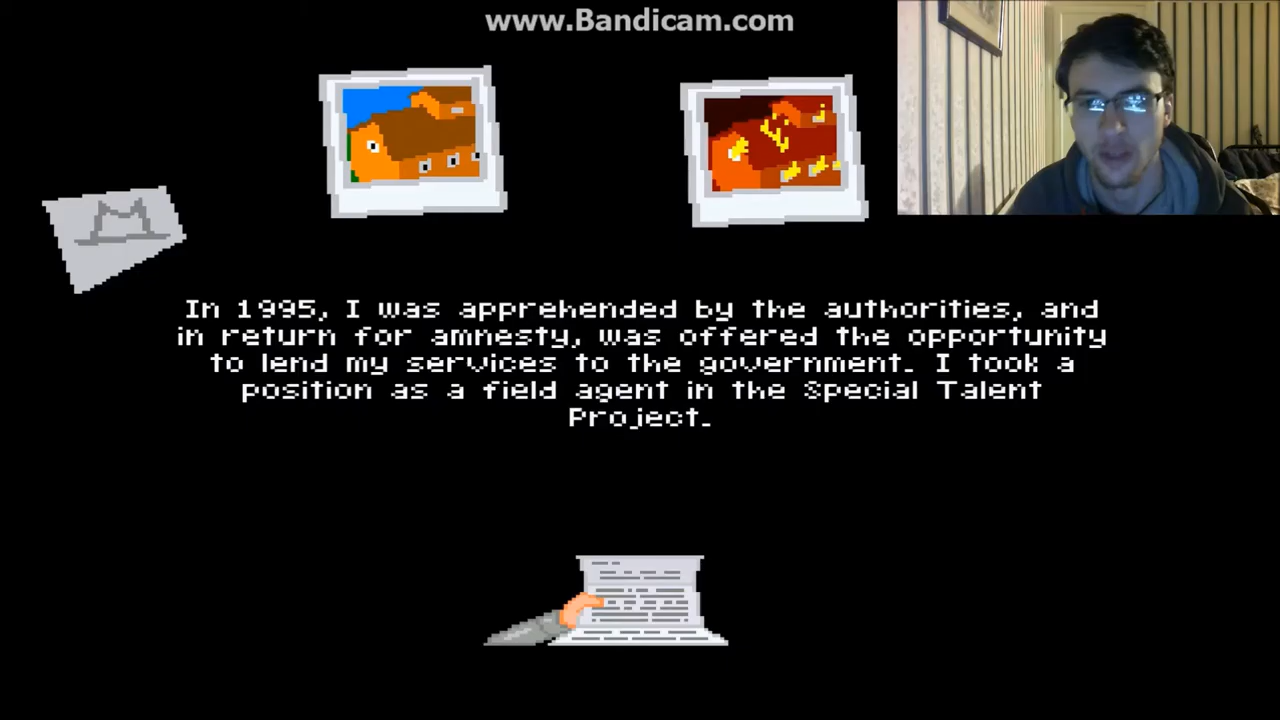 www.Bandicam.com
In 1995, I was apprehended by the authorities, and
in return for amnesty, was offered the opportunity
to lend my services to the government. I took a
position as a field agent in the Special Talent
Project.